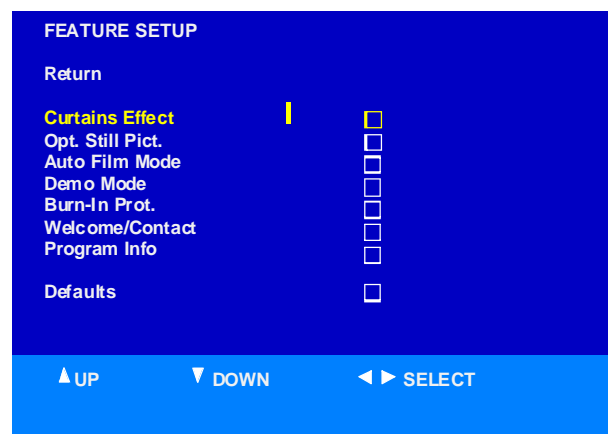 FEATURE SETUP
Return
Curtains Effect
Opt. Still Pict.
Auto Film Mode
Demo Mode
Burn-In Prot.
Welcome/Contact
Program Info
Defaults
UP DOWN SELECT